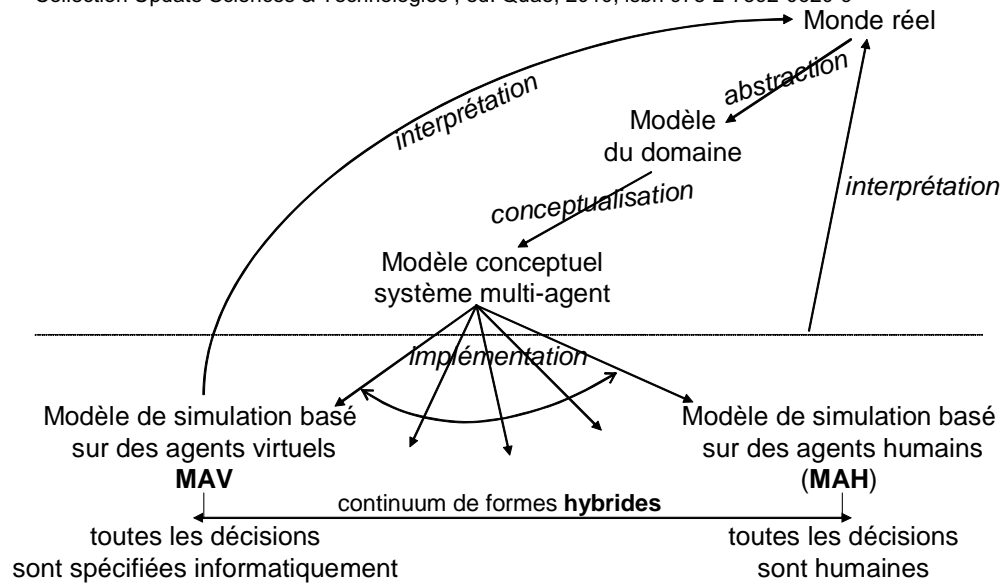 Monde réel
interprétation
abstraction
Modèle
du domaine
interprétation
conceptualisation
Modèle conceptuel
système multi-agent
implémentation
Modèle de simulation basé
sur des agents virtuels
MAV
Modèle de simulation basé
sur des agents humains
(MAH)
continuum de formes hybrides
toutes les décisions
sont spécifiées informatiquement
toutes les décisions
sont humaines